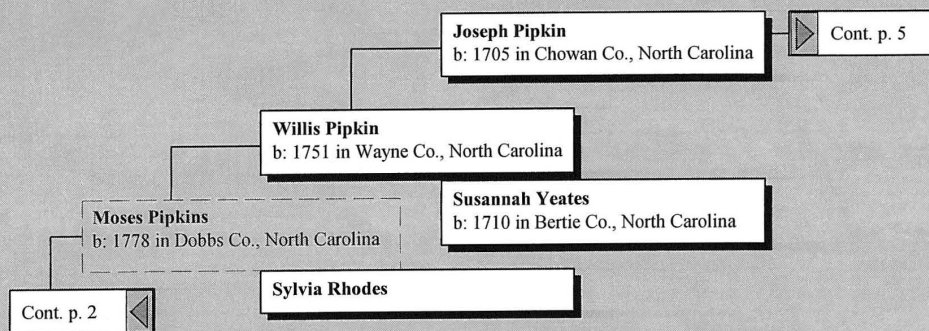 Joseph Pipkin
b: 1705 in Chowan Co., North Carolina
Cont. p. 5
Willis Pipkin
b: 1751 in Wayne Co., North Carolina
Susannah Yeates
b: 1710 in Bertie Co., North Carolina
Moses Pipkins
b: 1778 in Dobbs Co., North Carolina
Sylvia Rhodes
Cont. p. 2